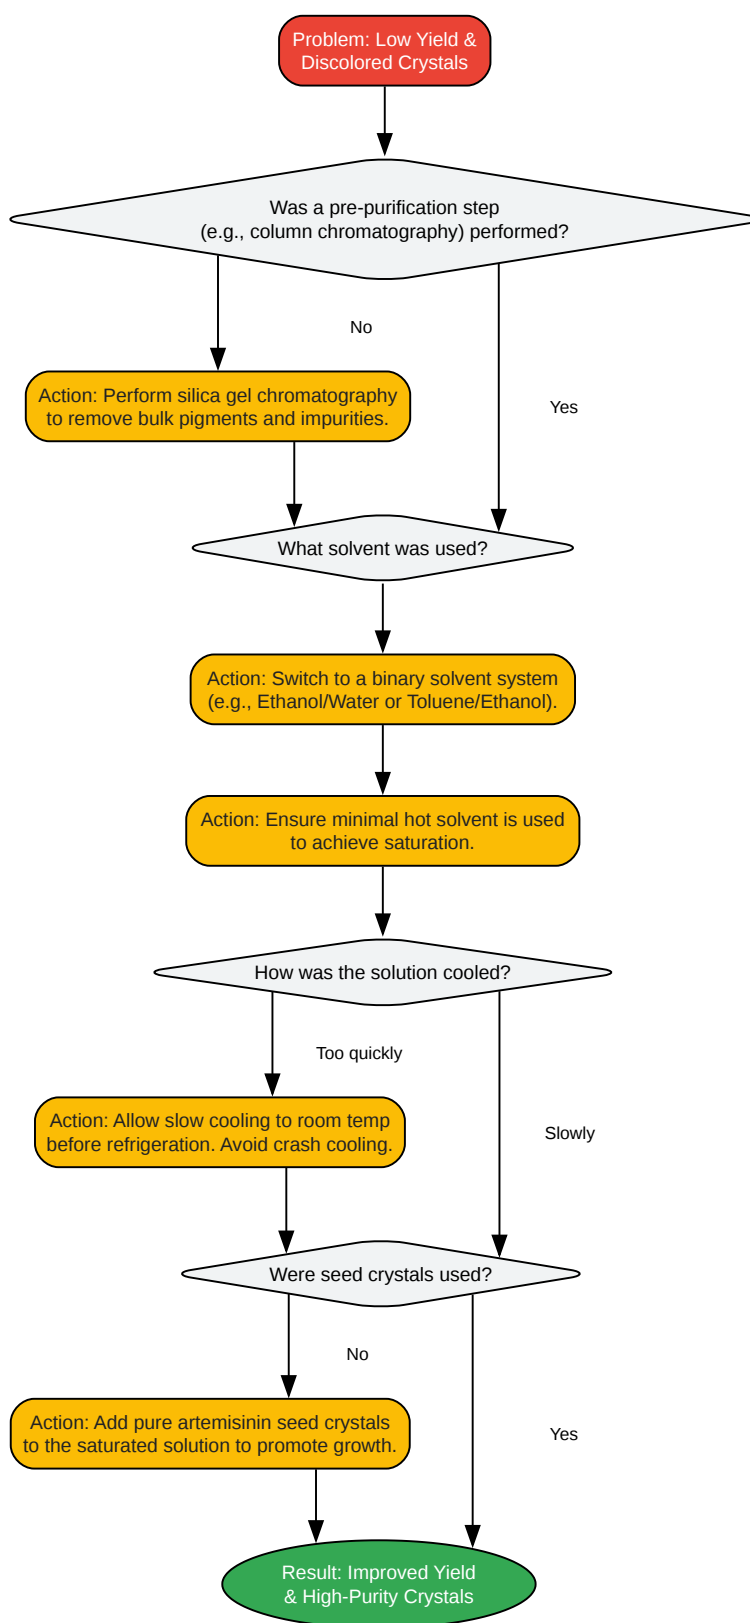 Problem: Low Yield &
Discolored Crystals
Was a pre-purification step
(e.g., column chromatography) performed?
No
Action: Perform silica gel chromatography
to remove bulk pigments and impurities.
Yes
What solvent was used?
Action: Switch to a binary solvent system
(e.g., Ethanol/Water or Toluene/Ethanol).
Action: Ensure minimal hot solvent is used
to achieve saturation.
How was the solution cooled?
Too quickly
Action: Allow slow cooling to room temp
before refrigeration. Avoid crash cooling.
Slowly
Were seed crystals used?
No
Action: Add pure artemisinin seed crystals
to the saturated solution to promote growth.
Yes
Result: Improved Yield
& High-Purity Crystals